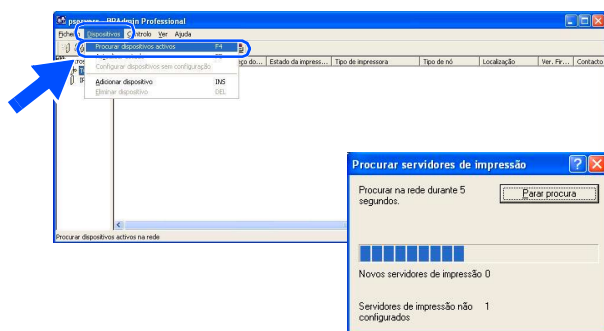 BRAdmin Professional
Ficheiro Dispositivos Controlo Ver Ajuda
Procurar dispositivos activos F4
Configurar dispositivos sem configuração
Adicionar dispositivo INS
Eliminar dispositivo DEL
Estado da impress... Tipo de impressora Tipo de nó Localização Ver. Fir... Contacto
Procurar dispositivos activos na rede
Procurar servidores de impressão
Procurar na rede durante 5
segundos.
Parar procura
Novos servidores de impressão 0
Servidores de impressão não 1
configurados